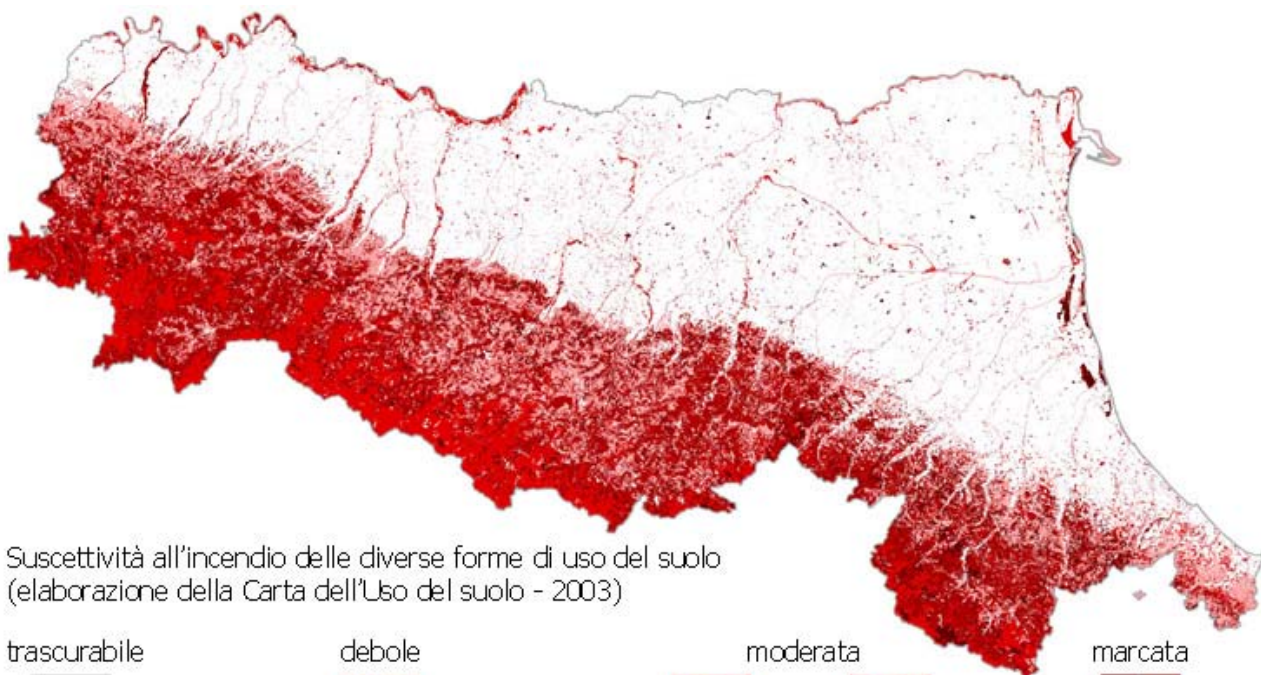 Suscettività all'incendio delle diverse forme di uso del suolo
(elaborazione della Carta dell'Uso del suolo - 2003)
trascurabile debole moderata marcata